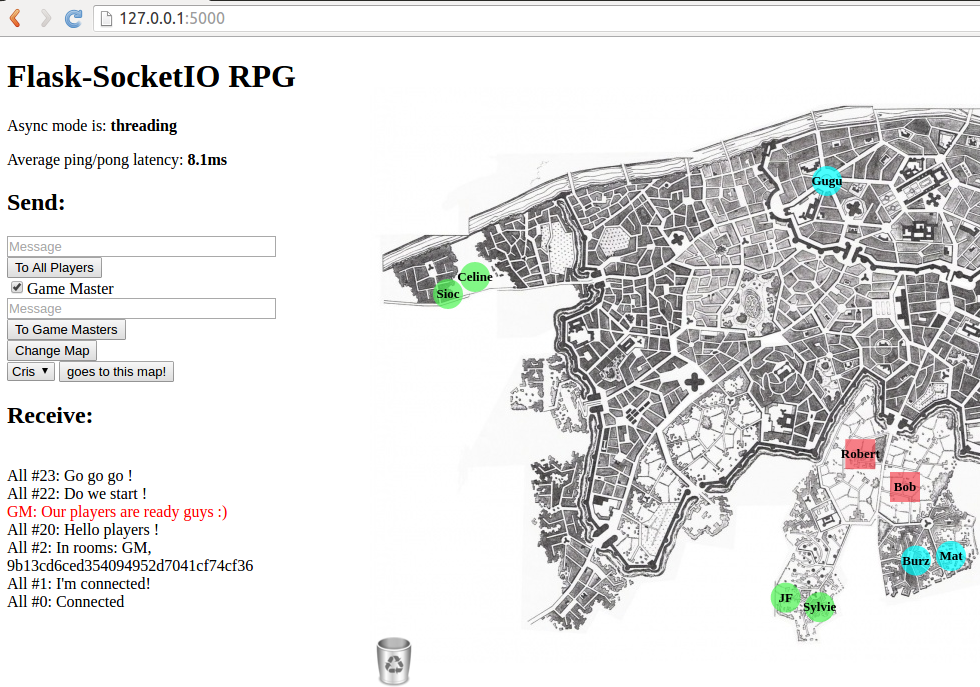 127.0.0.1:5000
Flask-SocketIO RPG
Async mode is: threading
Average ping/pong latency: 8.1ms
Send:
Message
To All Players
Game Master
Message
To Game Masters
Change Map
Cris goes to this map!
Receive:
All #23: Go go go !
All #22: Do we start !
GM: Our players are ready guys :)
All #20: Hello players !
All #2: In rooms: GM,
9b13cd6ced354094952d7041cf74cf36
All #1: I'm connected!
All #0: Connected
Gugu
Celine
Sioc
Robert
Bob
Burz
Mat
JF
Sylvie